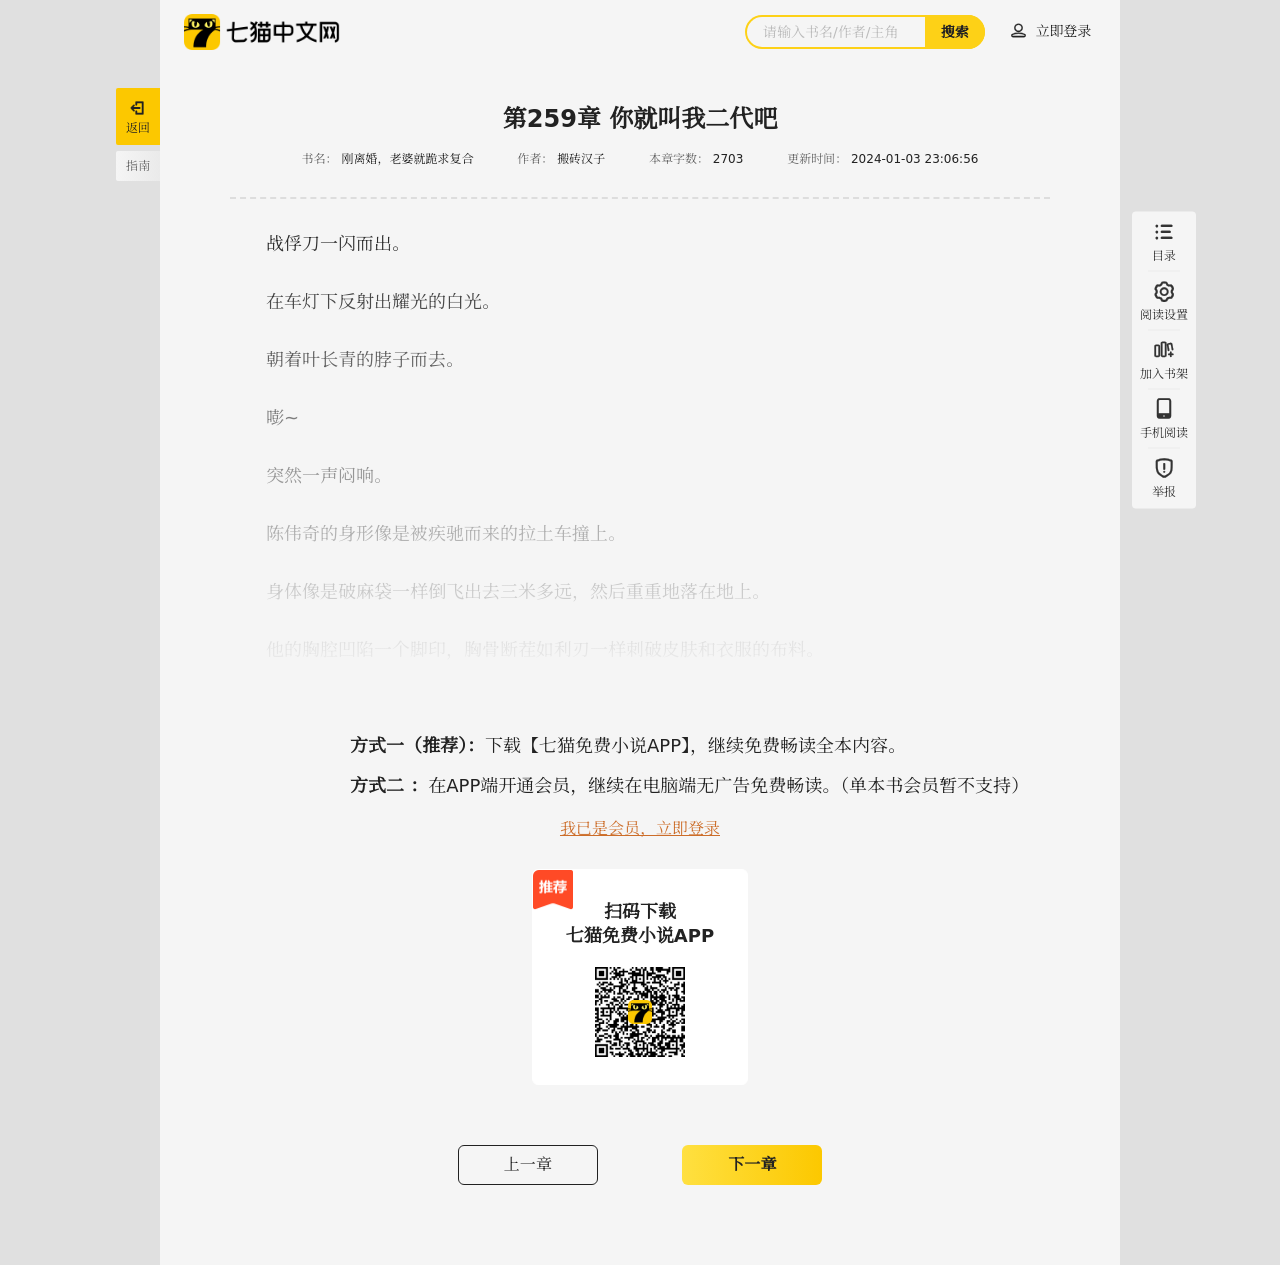 七猫中文网
请输入书名/作者/主角
搜索
立即登录
返回
指南
第259章 你就叫我二代吧
书名： 刚离婚，老婆就跪求复合 作者： 搬砖汉子 本章字数： 2703 更新时间： 2024-01-03 23:06:56
战俘刀一闪而出。
在车灯下反射出耀光的白光。
朝着叶长青的脖子而去。
嘭~
突然一声闷响。
陈伟奇的身形像是被疾驰而来的拉土车撞上。
身体像是破麻袋一样倒飞出去三米多远，然后重重地落在地上。
他的胸腔凹陷一个脚印，胸骨断茬如利刃一样刺破皮肤和衣服的布料。
目录
阅读设置
加入书架
手机阅读
举报
方式一（推荐）： 下载【七猫免费小说APP】，继续免费畅读全本内容。
方式二 ： 在APP端开通会员，继续在电脑端无广告免费畅读。（单本书会员暂不支持）
我已是会员，立即登录
推荐
扫码下载
七猫免费小说APP
上一章
下一章